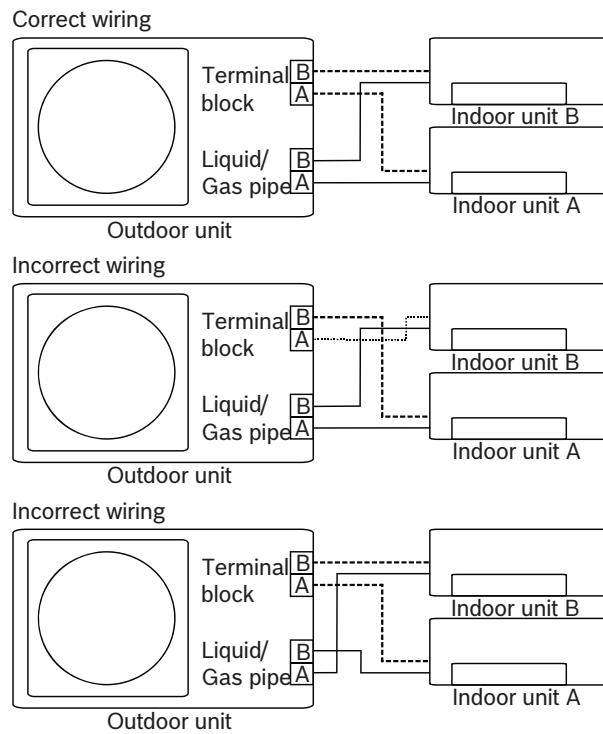 Correct wiring
Terminal block
B
A
Liquid/
Gas pipe
B
A
Outdoor unit
Indoor unit B
Indoor unit A
Incorrect wiring
Terminal block
B
A
Liquid/
Gas pipe
B
A
Outdoor unit
Indoor unit B
Indoor unit A
Incorrect wiring
Terminal block
B
A
Liquid/
Gas pipe
B
A
Outdoor unit
Indoor unit B
Indoor unit A